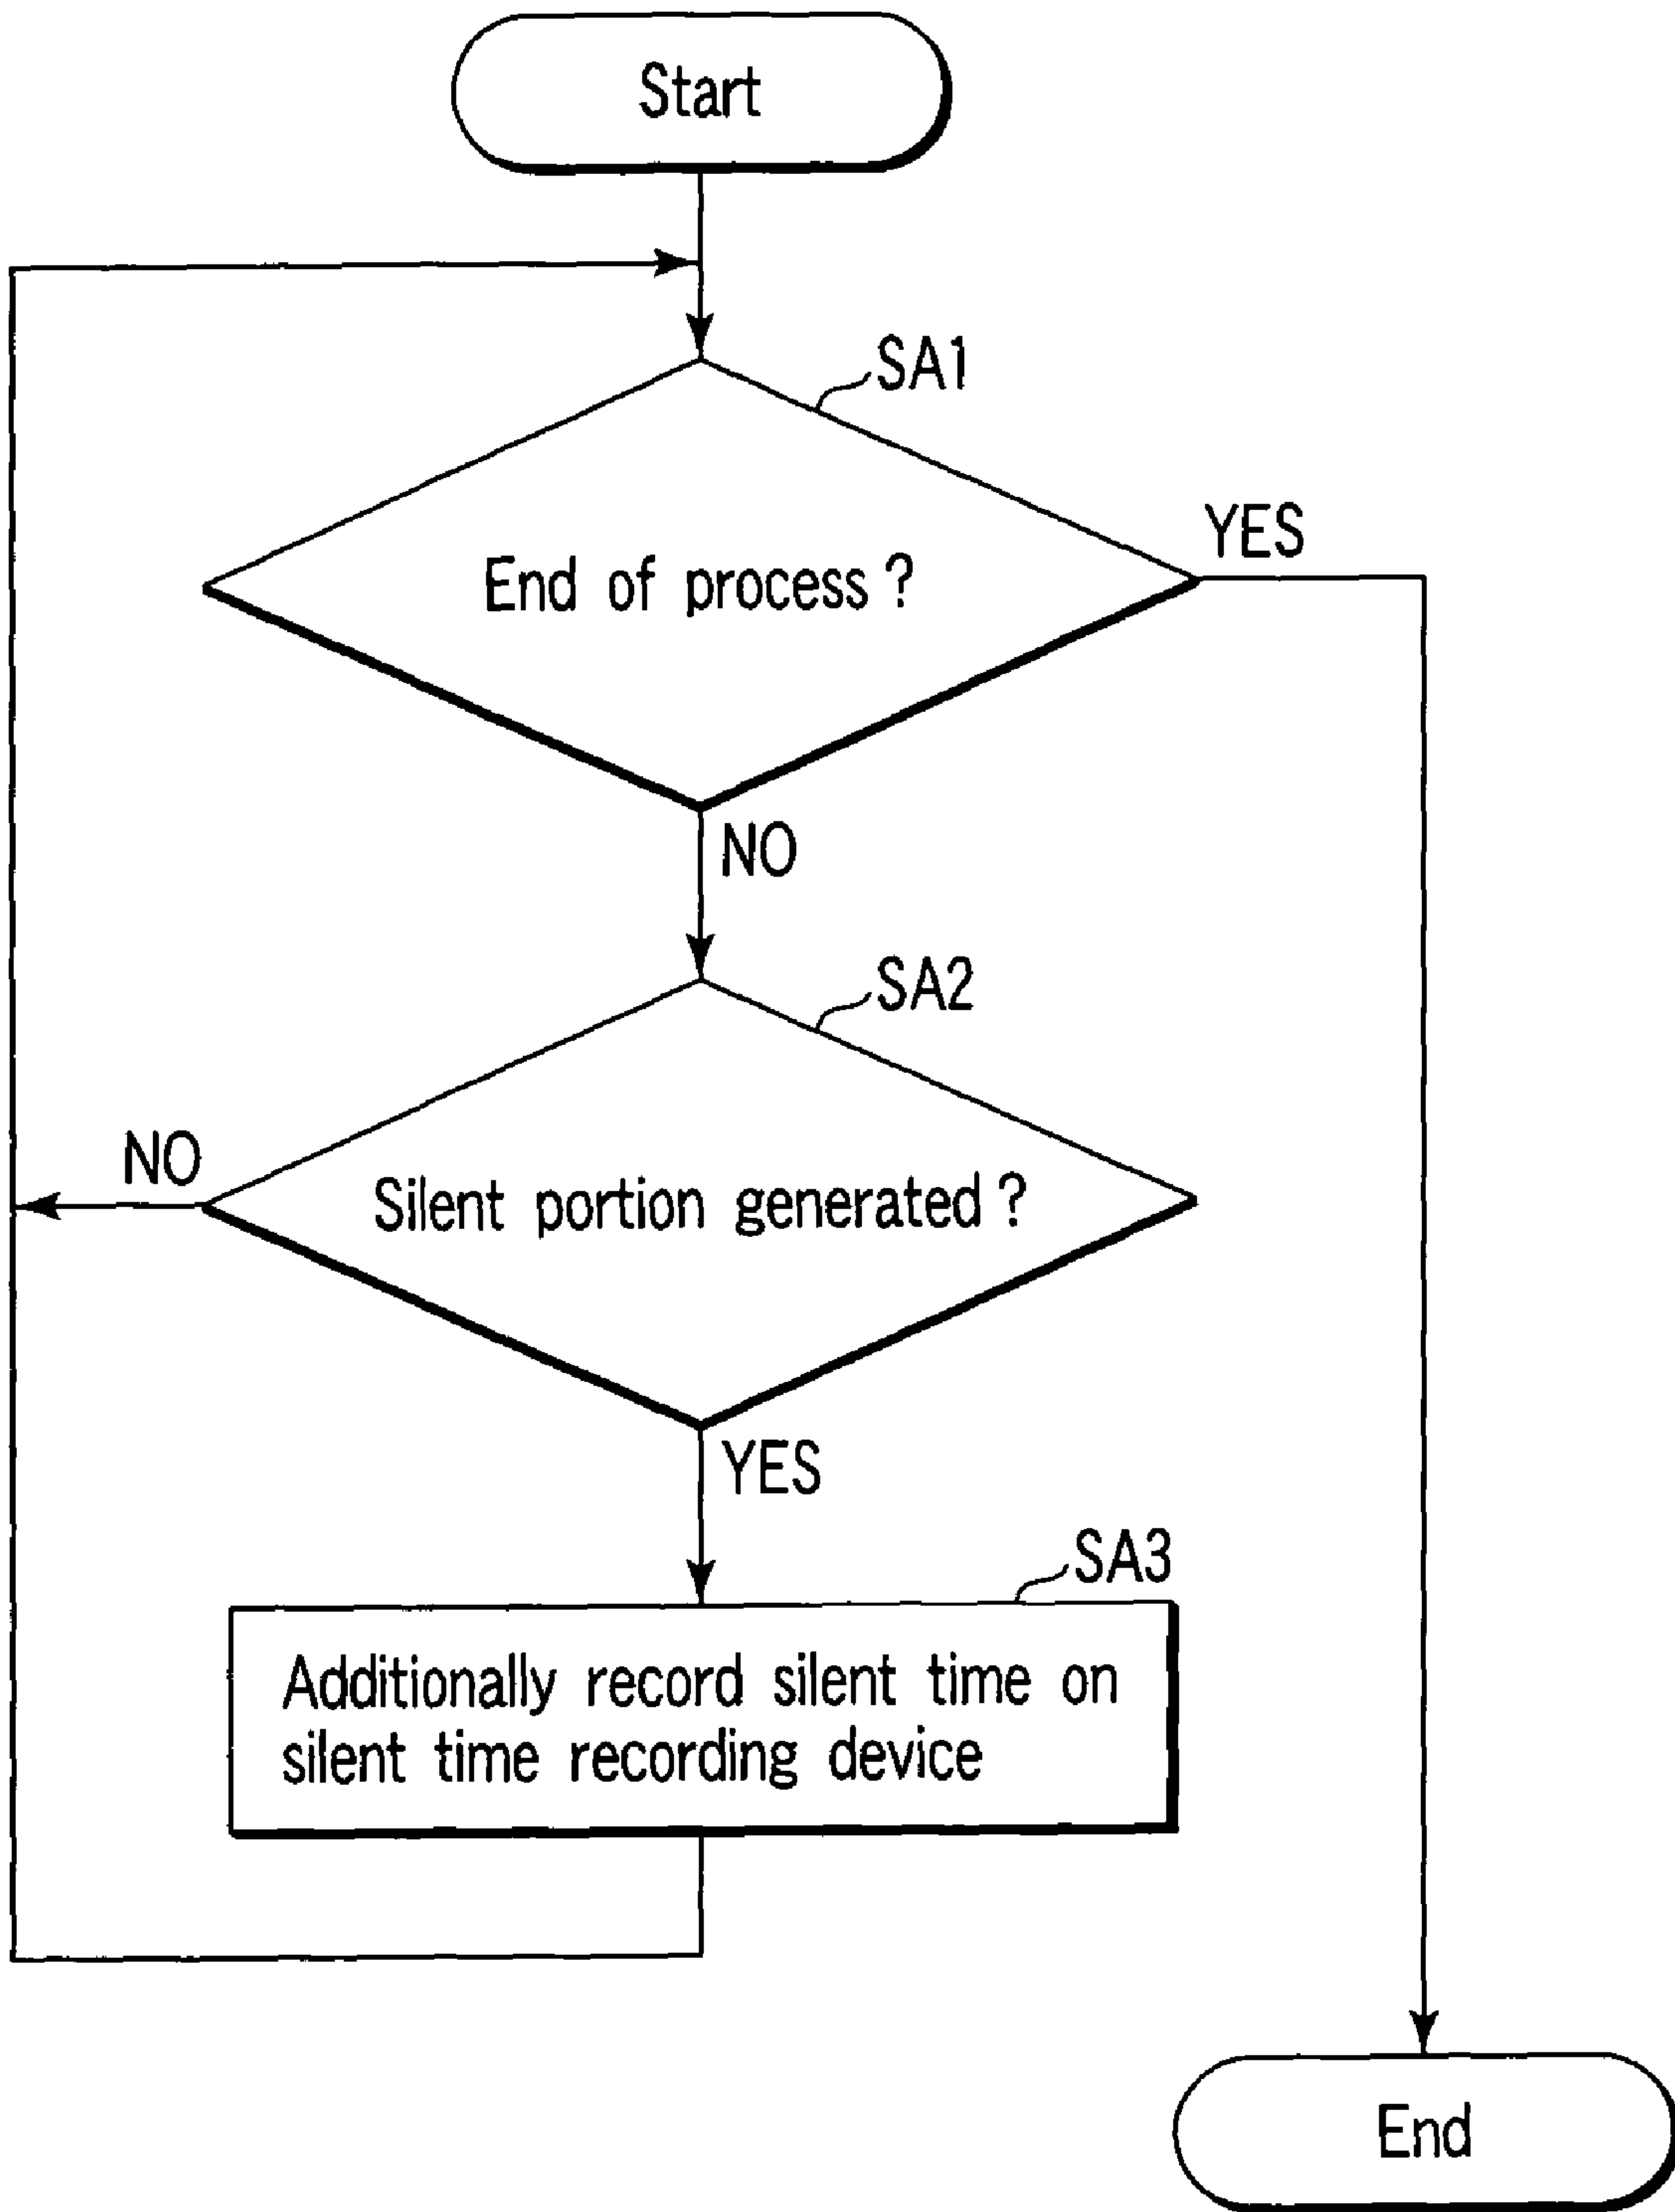 Start
SA1
YES
End of process ?
NO
SA2
NO
Silent portion generated ?
YES
SA3
Additionally record silent time on
silent time recording device
End